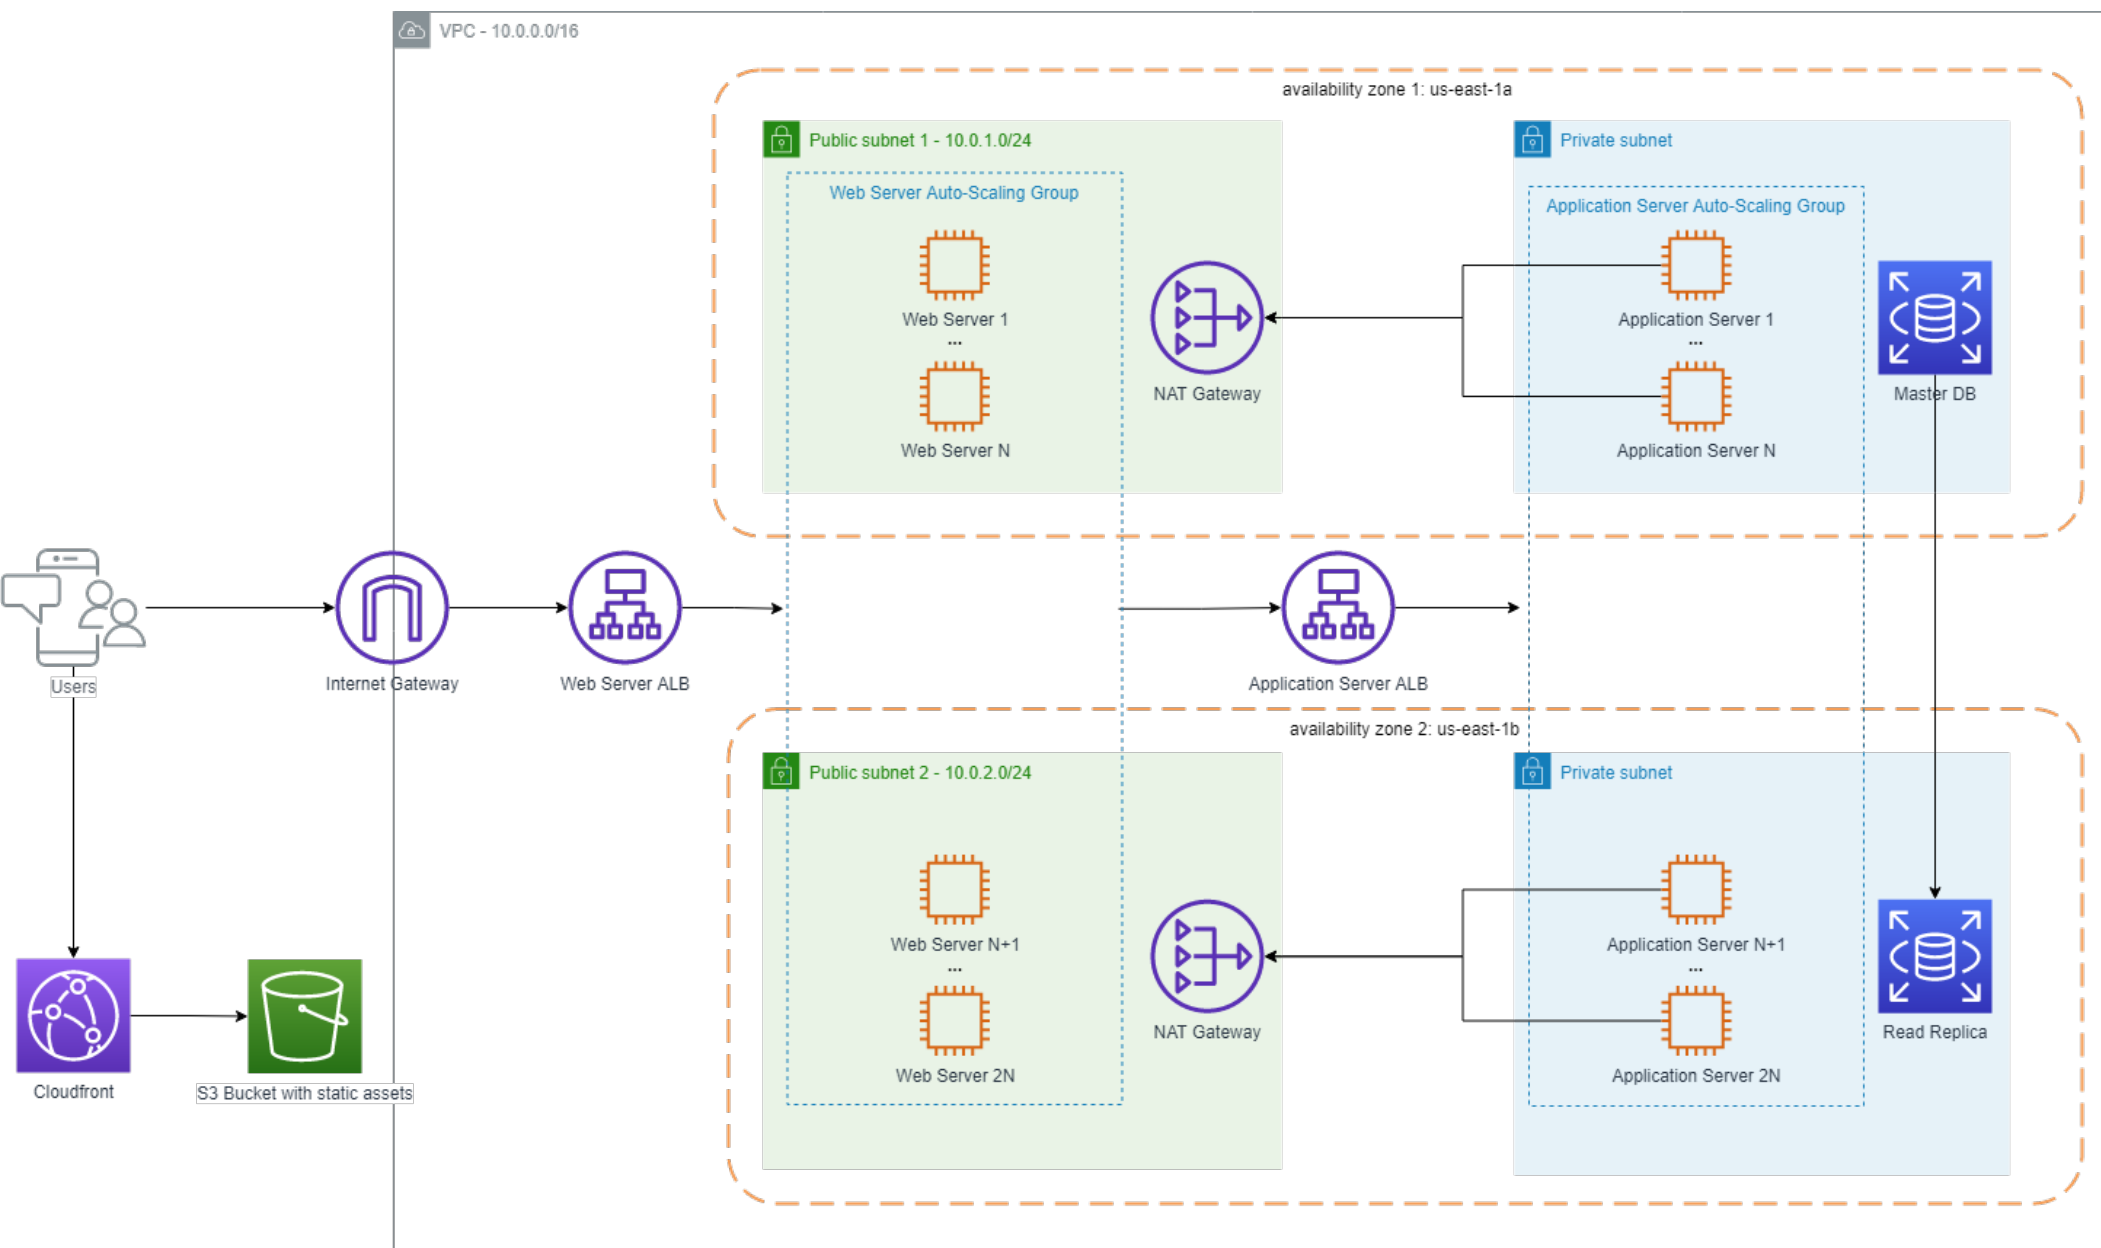 VPC - 10.0.0.0/16
availability zone 1: us-east-1a
Public subnet 1 - 10.0.1.0/24
Private subnet
Web Server Auto-Scaling Group
Application Server Auto-Scaling Group
Web Server 1
...
Web Server N
NAT Gateway
Application Server 1
...
Application Server N
Master DB
Users
Internet Gateway
Web Server ALB
Application Server ALB
availability zone 2: us-east-1b
Public subnet 2 - 10.0.2.0/24
Private subnet
Web Server N+1
...
Web Server 2N
NAT Gateway
Application Server N+1
...
Application Server 2N
Read Replica
Cloudfront
S3 Bucket with static assets